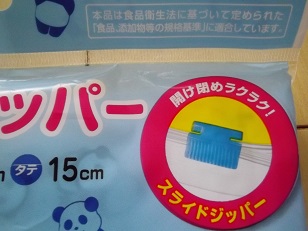 本品は食品衛生法に基づいて定められた
「食品、添加物等の規格基準」に適合しています。
ッパー
開け閉めラクラク!
タテ 15cm
スライドジッパー